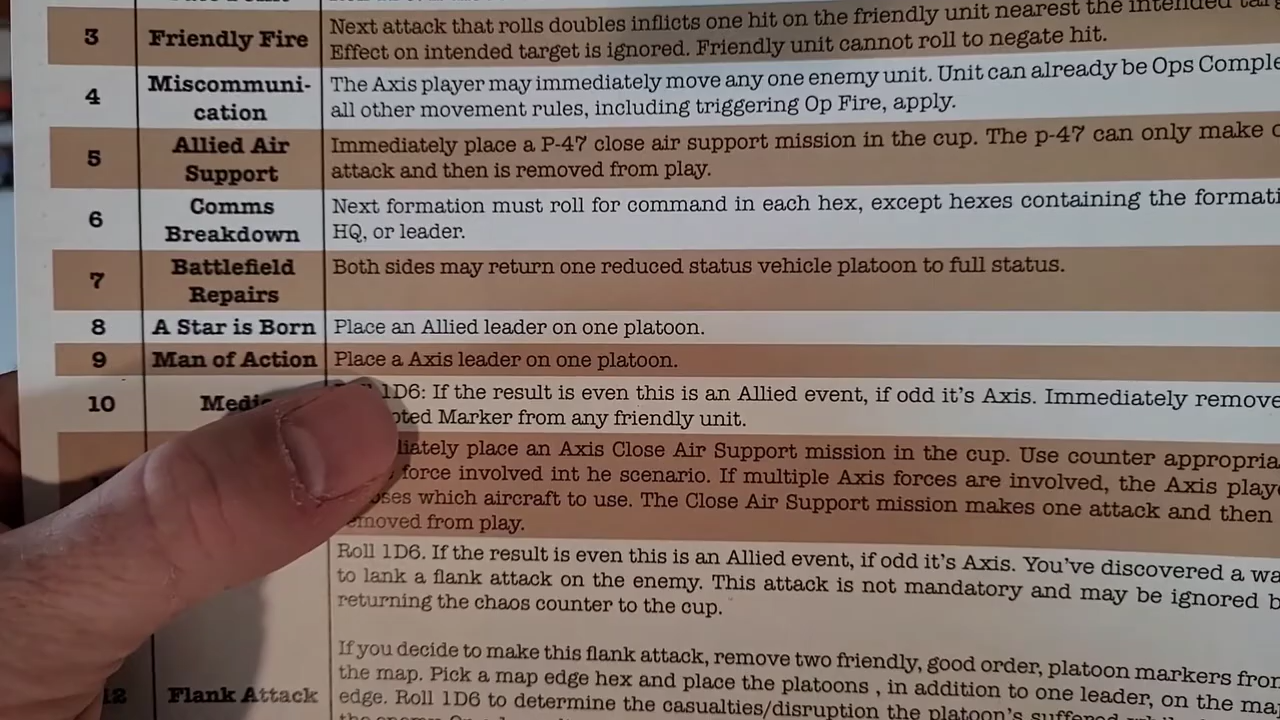 3 Friendly Fire Next attack that rolls doubles inflicts one hit on the friendly unit nearest the intended
Effect on intended target is ignored. Friendly unit cannot roll to negate hit.
4 Miscommuni-
cation
The Axis player may immediately move any one enemy unit. Unit can already be Ops Comple
all other movement rules, including triggering Op Fire, apply.
5 Allied Air
Support
Immediately place a P-47 close air support mission in the cup. The p-47 can only make
attack and then is removed from play.
6 Comms
Breakdown
Next formation must roll for command in each hex, except hexes containing the formati
HQ, or leader.
7 Battlefield
Repairs
Both sides may return one reduced status vehicle platoon to full status.
8 A Star is Born Place an Allied leader on one platoon.
9 Man of Action Place a Axis leader on one platoon.
10 1D6: If the result is even this is an Allied event, if odd it's Axis. Immediately remove
Marker from any friendly unit.
place an Axis Close Air Support mission in the cup. Use counter appropria
force involved int he scenario. If multiple Axis forces are involved, the Axis play
which aircraft to use. The Close Air Support mission makes one attack and then
emoved from play.
Roll 1D6. If the result is even this is an Allied event, if odd it's Axis. You've discovered a wa
to lank a flank attack on the enemy. This attack is not mandatory and may be ignored b
returning the chaos counter to the cup.
If you decide to make this flank attack, remove two friendly, good order, platoon markers from
the map. Pick a map edge hex and place the platoons , in addition to one leader, on the ma
12 Flank Attack edge. Roll 1D6 to determine the casualties/disruption the platoon's suffered